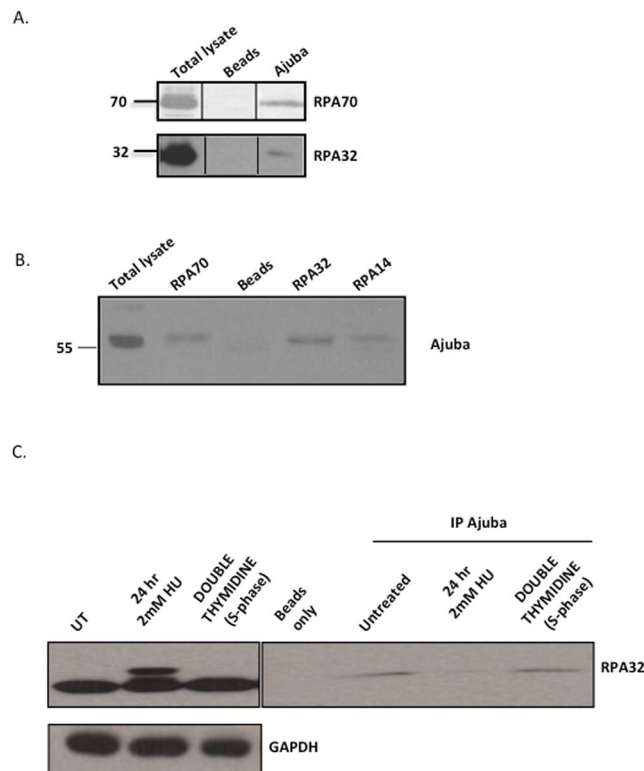 A.
Total lysate
Beads
Ajuba
70
RPA70
32
RPA32
B.
Total lysate
RPA70
Beads
RPA32
RPA14
55
Ajuba
C.
IP Ajuba
UT
24 hr
2mM HU
DOUBLE
THYMIDINE
(S-phase)
Beads
only
Untreated
24 hr
2mM HU
DOUBLE
THYMIDINE
(S-phase)
RPA32
GAPDH